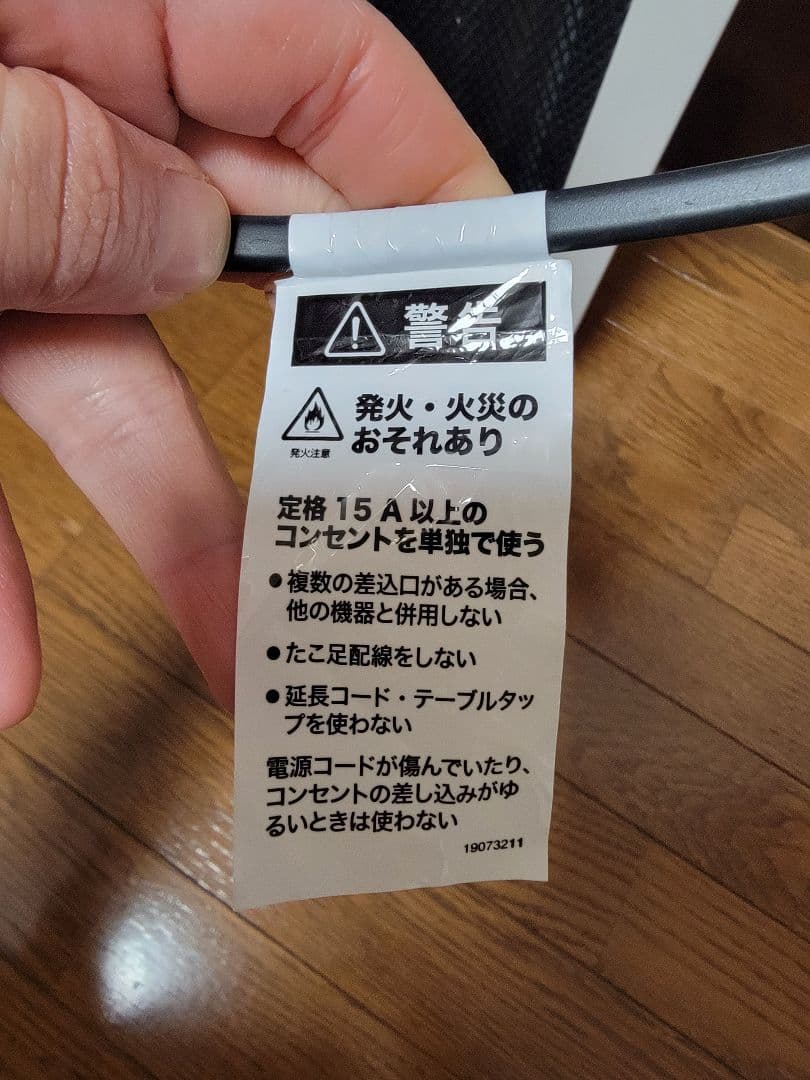 警告
発火・火災の
おそれあり
発火注意
定格15A以上の
コンセントを単独で使う
●複数の差込口がある場合、
他の機器と併用しない
●たこ足配線をしない
●延長コード・テーブルタッ
プを使わない
電源コードが傷んでいたり、
コンセントの差し込みがゆ
るいときは使わない
19073211